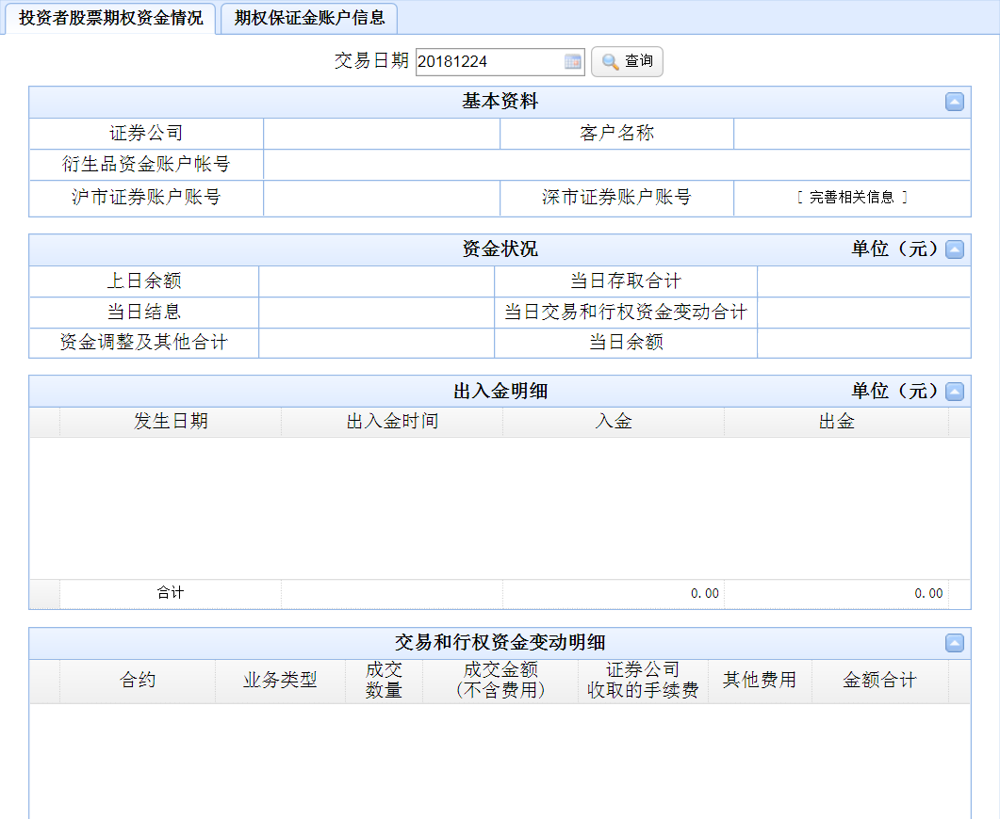 投资者股票期权资金情况 期权保证金账户信息
交易日期 20181224 查询
基本资料
证券公司 客户名称
衍生品资金账户帐号
沪市证券账户账号 深市证券账户账号 [ 完善相关信息 ]
资金状况 单位（元）
上日余额 当日存取合计
当日结息 当日交易和行权资金变动合计
资金调整及其他合计 当日余额
出入金明细 单位（元）
发生日期 出入金时间 入金 出金
合计 0.00 0.00
交易和行权资金变动明细
合约 业务类型 成交数量 成交金额(不含费用) 证券公司收取的手续费 其他费用 金额合计